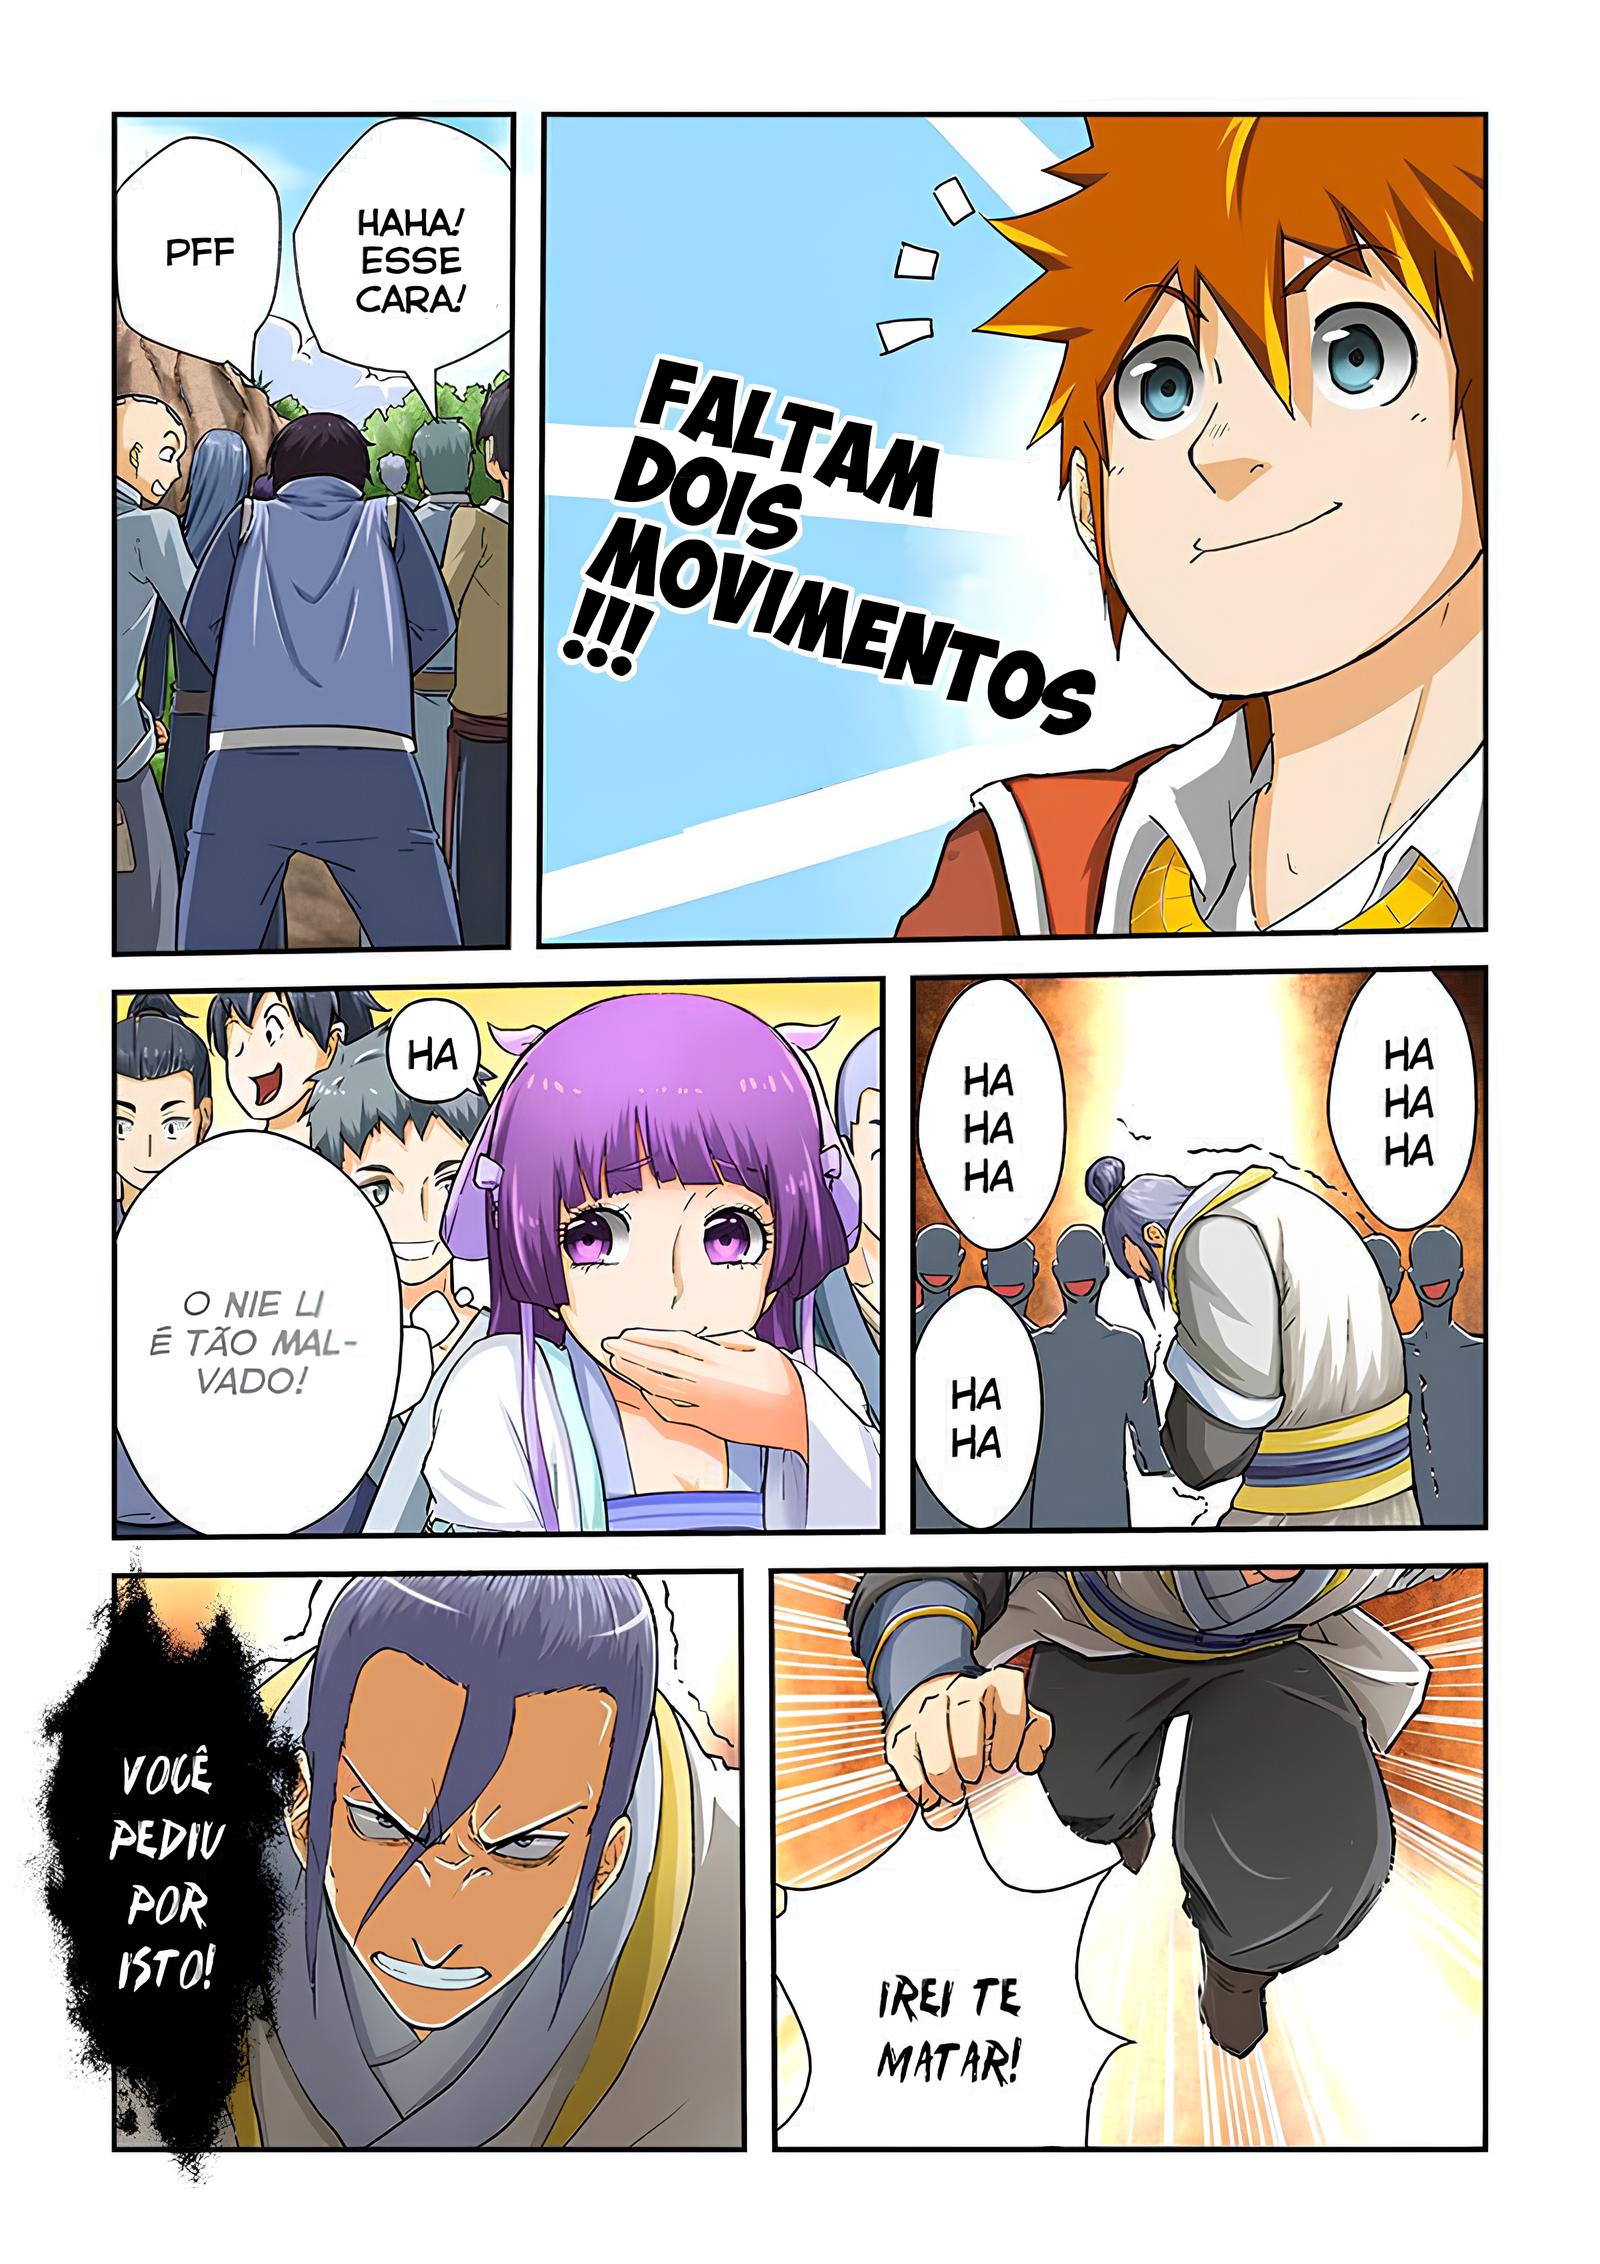 PFF
HAHA!
ESSE
CARA!
FALTAM
DOIS
MOVIMENTOS
!!!
HA
O NIE LI
É TÃO MAL-
VADO!
HA
HA
HA
HA
HA
HA
HA
HA
VOCÊ
PEDIU
POR
ISTO!
IREI TE
MATAR!